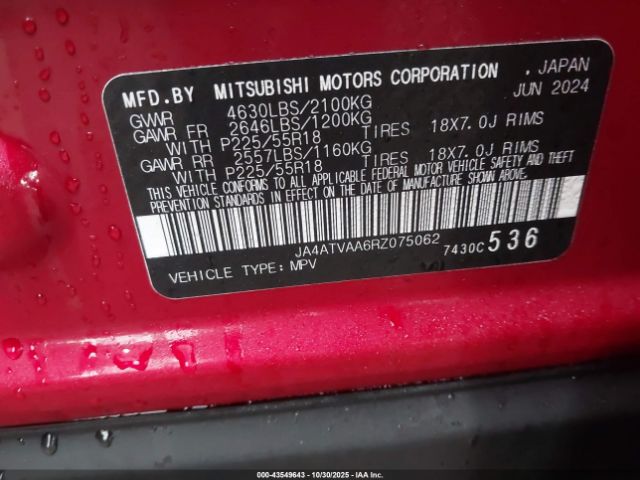 MFD.BY MITSUBISHI MOTORS CORPORATION . JAPAN
JUN 2024
GVWR 4630LBS/2100KG
GAWR FR 2646LBS/1200KG
WITH P225/55R18 TIRES 18X7.0J RIMS
GAWR RR 2557LBS/1160KG
WITH P225/55R18 TIRES 18X7.0J RIMS
THIS VEHICLE CONFORMS TO ALL APPLICABLE FEDERAL MOTOR VEHICLE SAFETY AND THEFT
PREVENTION STANDARDS IN EFFECT ON THE DATE OF MANUFACTURE SHOWN ABOVE.
JA4ATVAA6RZ075062
7430C 536
VEHICLE TYPE: MPV
000-43549643 - 10/30/2025 - IAA Inc.